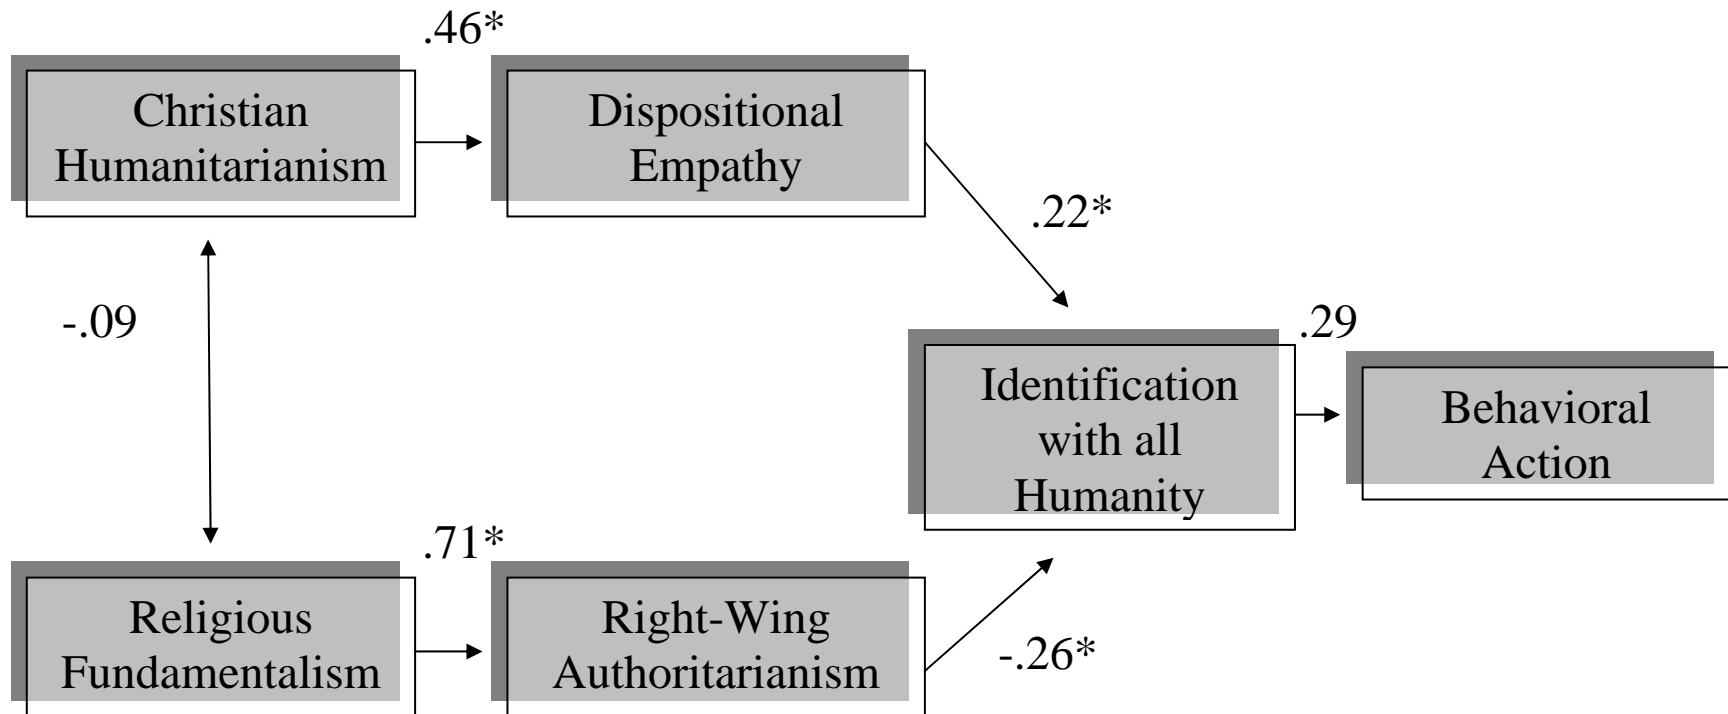 .46*
Christian
Humanitarianism
Dispositional
Empathy
.22*
-.09
.29
Identification
with all
Humanity
Behavioral
Action
.71*
Religious
Fundamentalism
Right-Wing
Authoritarianism
-.26*